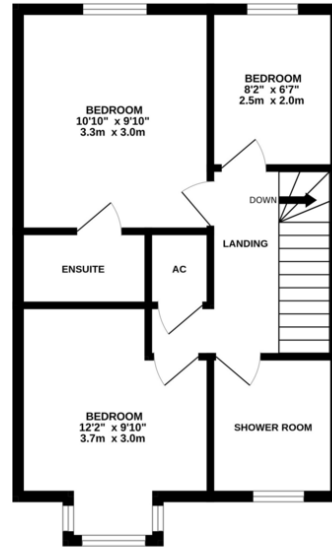 BEDROOM
10'10" x 9'10"
3.3m x 3.0m
BEDROOM
8'2" x 6'7"
2.5m x 2.0m
DOWN
LANDING
ENSUITE
AC
BEDROOM
12'2" x 9'10"
3.7m x 3.0m
SHOWER ROOM